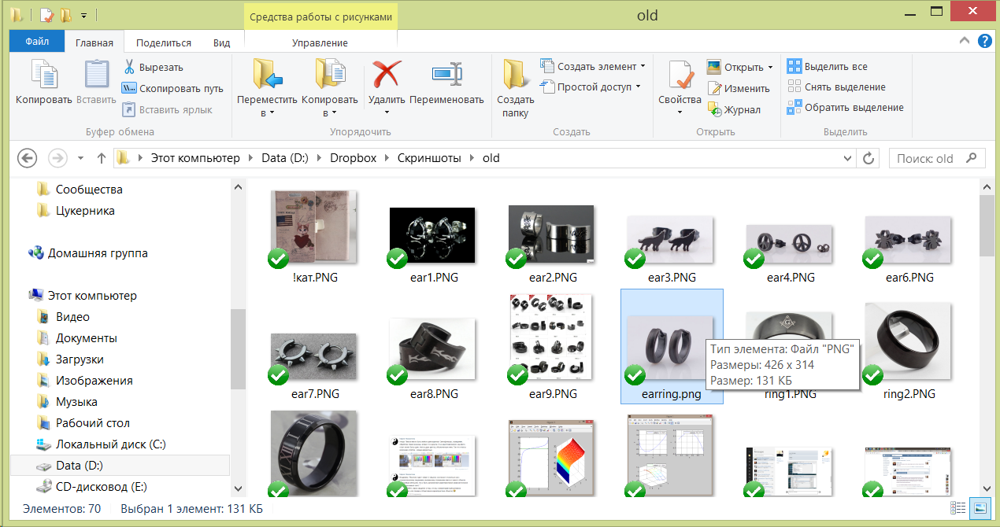 Средства работы с рисунками
old
Файл
Главная
Поделиться
Вид
Управление
Копировать
Вставить
Вырезать
Скопировать путь
Вставить ярлык
Буфер обмена
Переместить в
Копировать в
Удалить
Переименовать
Упорядочить
Создать папку
Создать элемент
Простой доступ
Создать
Свойства
Открыть
Изменить
Журнал
Открыть
Выделить все
Снять выделение
Обратить выделение
Выделить
Этот компьютер
Data (D:)
Dropbox
Скриншоты
old
Поиск: old
Сообщества
Цукерника
Домашняя группа
Этот компьютер
Видео
Документы
Загрузки
Изображения
Музыка
Рабочий стол
Локальный диск (C:)
Data (D:)
CD-дисковод (E:)
!кат.PNG
ear1.PNG
ear2.PNG
ear3.PNG
ear4.PNG
ear6.PNG
ear7.PNG
ear8.PNG
ear9.PNG
earring.png
ring1.PNG
ring2.PNG
Тип элемента: Файл "PNG"
Размеры: 426 x 314
Размер: 131 КБ
Элементов: 70
Выбран 1 элемент: 131 КБ